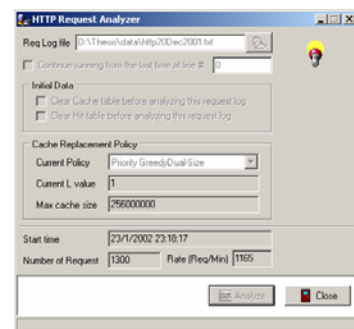 HTTP Request Analyzer
Req Log file D:\Thesis\data\http20Dec2001.txt
Continue running from the last time at line # 0
Initial Data
Clear Cache table before analyzing this request log
Clear Hit table before analyzing this request log
Cache Replacement Policy
Current Policy Priority GreedyDual-Size
Current L value 1
Max cache size 256000000
Start time 23/1/2002 23:18:17
Number of Request 1300 Rate (Req/Min) 1165
Analyze Close